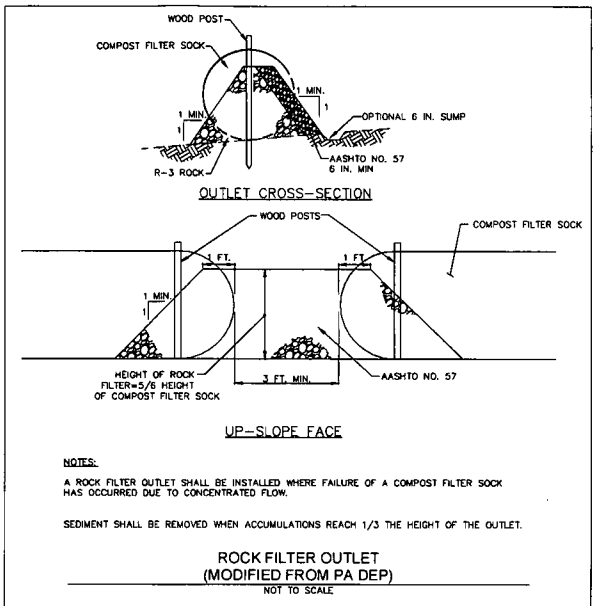 WOOD POST
COMPOST FILTER SOCK
1 MIN.
1
1 MIN.
1
OPTIONAL 6 IN. SUMP
AASHTO NO. 57
6 IN. MIN
R-3 ROCK
OUTLET CROSS-SECTION
WOOD POSTS
COMPOST FILTER SOCK
1 FT.
1 FT.
1 MIN.
1
HEIGHT OF ROCK
FILTER=5/6 HEIGHT
OF COMPOST FILTER SOCK
3 FT. MIN.
AASHTO NO. 57
UP-SLOPE FACE
NOTES:
A ROCK FILTER OUTLET SHALL BE INSTALLED WHERE FAILURE OF A COMPOST FILTER SOCK
HAS OCCURRED DUE TO CONCENTRATED FLOW.
SEDIMENT SHALL BE REMOVED WHEN ACCUMULATIONS REACH 1/3 THE HEIGHT OF THE OUTLET.
ROCK FILTER OUTLET
(MODIFIED FROM PA DEP)
NOT TO SCALE